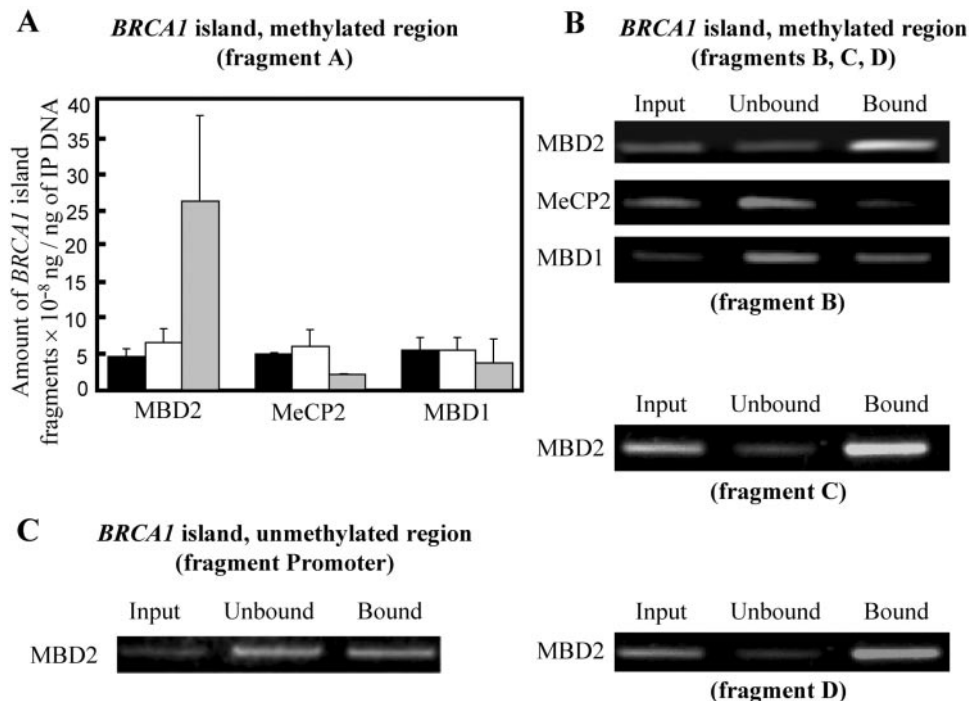 A
BRCA1 island, methylated region
(fragment A)
Amount of BRCA1 island
fragments × 10⁻⁸ ng / ng of IP DNA
40
35
30
25
20
15
10
5
0
MBD2 MeCP2 MBD1
B
BRCA1 island, methylated region
(fragments B, C, D)
Input Unbound Bound
MBD2
MeCP2
MBD1
(fragment B)
Input Unbound Bound
MBD2
(fragment C)
C
BRCA1 island, unmethylated region
(fragment Promoter)
Input Unbound Bound
MBD2
Input Unbound Bound
MBD2
(fragment D)